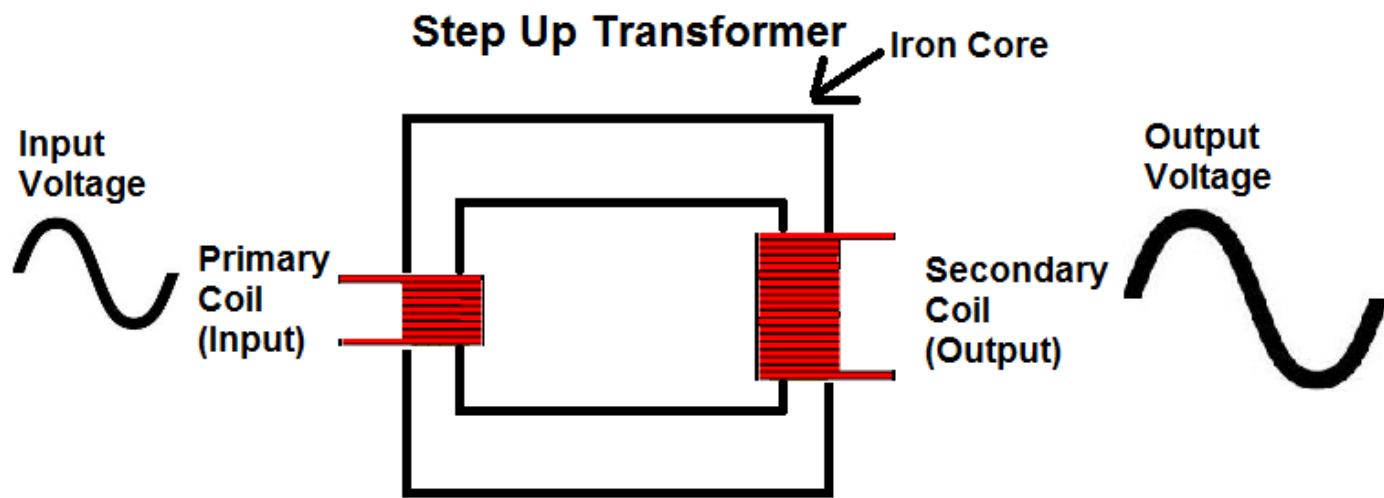 Step Up Transformer
Iron Core
Input
Voltage
Output
Voltage
Primary
Coil
(Input)
Secondary
Coil
(Output)